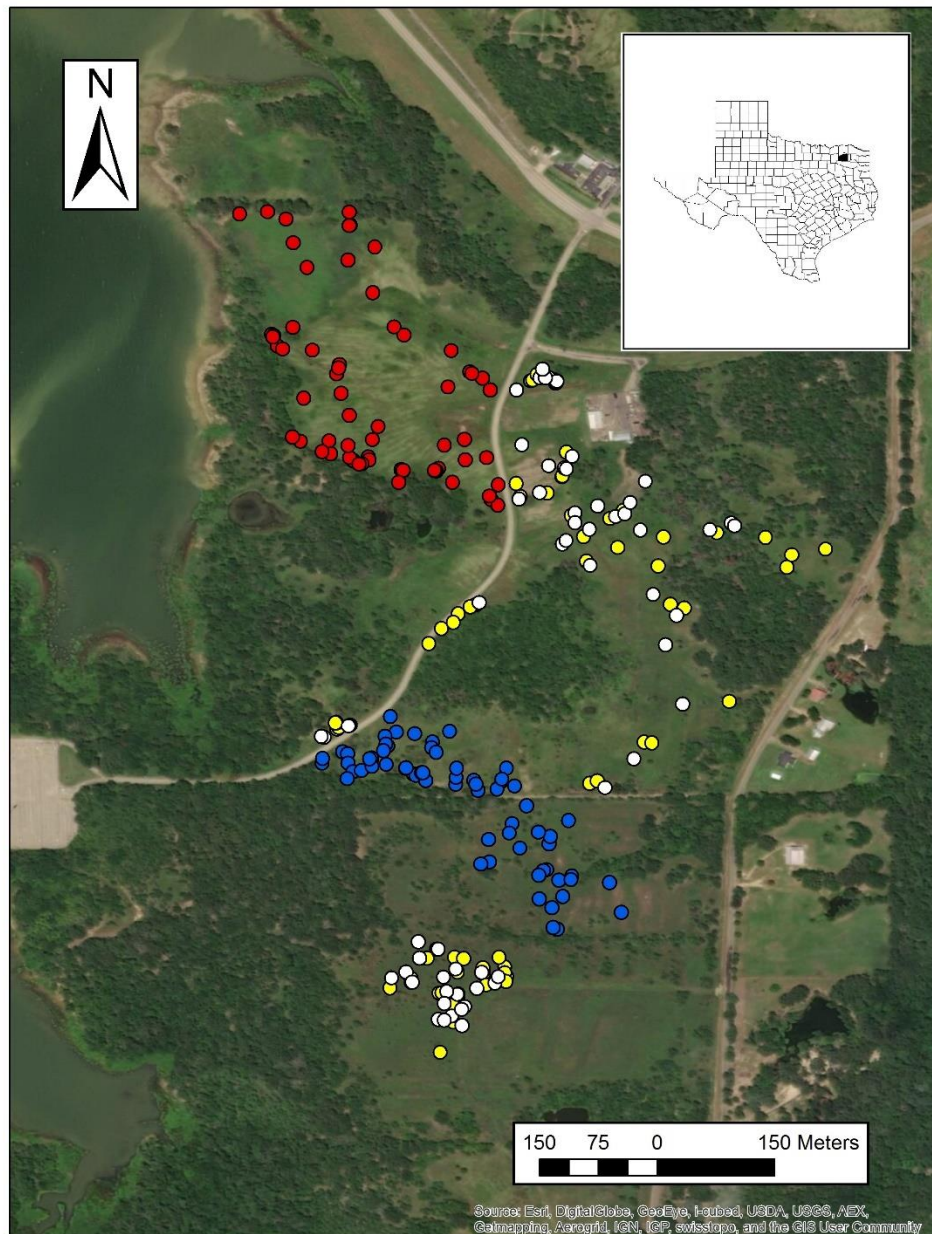 N
150 75 0 150 Meters
Source: Esri, DigitalGlobe, GeoEye, i-cubed, USDA, USGS, AEX,
Getmapping, Aerogrid, IGN, IGP, swisstopo, and the GIS User Community